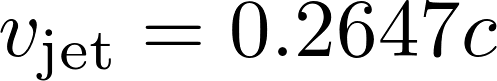 v_jet = 0.2647c